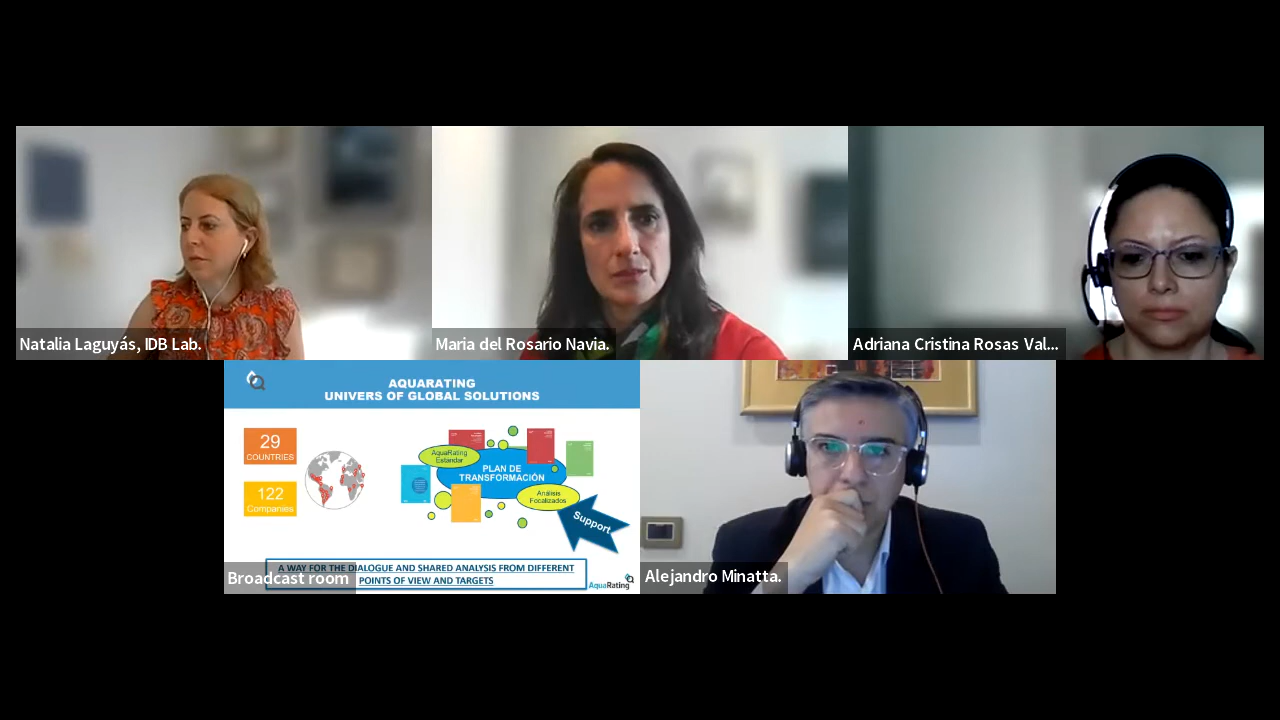 Natalia Laguyás, IDB Lab.
Maria del Rosario Navia.
Adriana Cristina Rosas Val...
AQUARATING
UNIVERS OF GLOBAL SOLUTIONS
29
COUNTRIES
122
Companies
AquaRating
Estándar
PLAN DE
TRANSFORMACIÓN
Análisis
Focalizados
Support
A WAY FOR THE DIALOGUE AND SHARED ANALYSIS FROM DIFFERENT
POINTS OF VIEW AND TARGETS
AquaRating
Broadcast room
Alejandro Minatta.